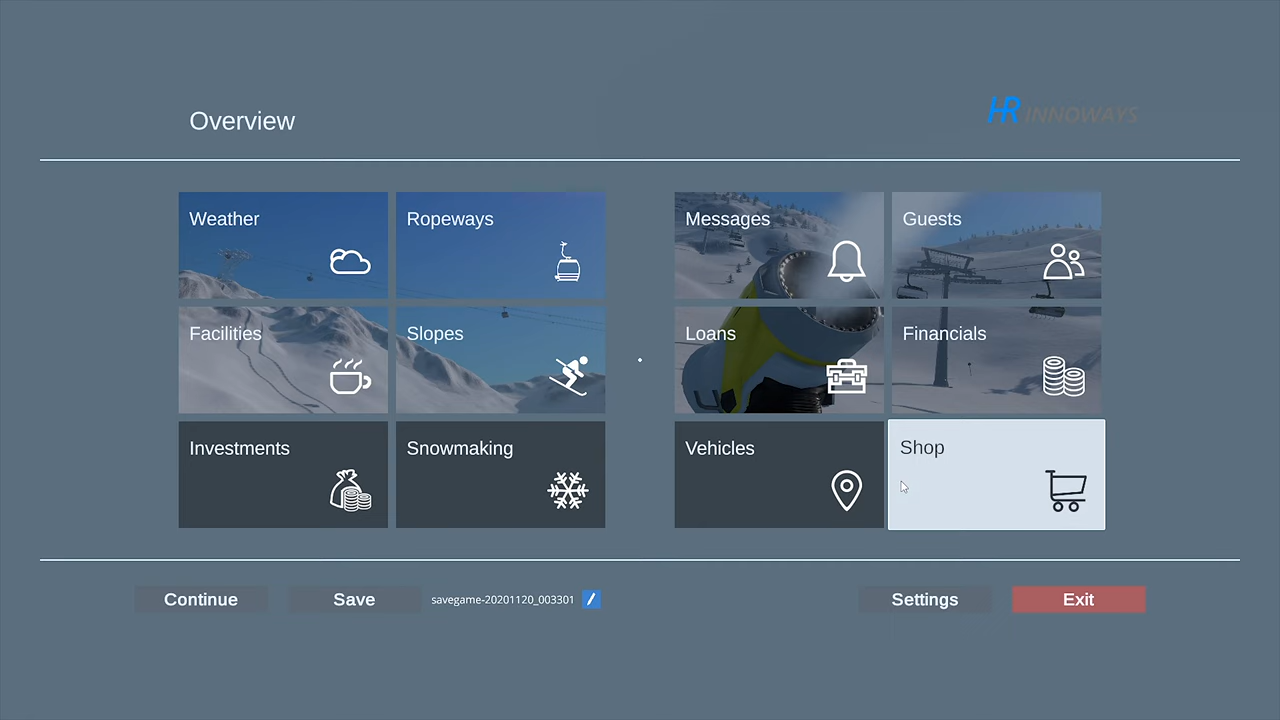 Overview
HR INNOWAYS
Weather
Ropeways
Messages
Guests
Facilities
Slopes
Loans
Financials
Investments
Snowmaking
Vehicles
Shop
Continue
Save
savegame-20201120_003301
Settings
Exit